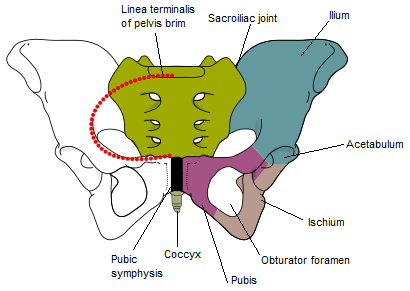 Linea terminalis
of pelvis brim
Sacroiliac joint
Ilium
Acetabulum
Ischium
Obturator foramen
Pubis
Coccyx
Pubic
symphysis